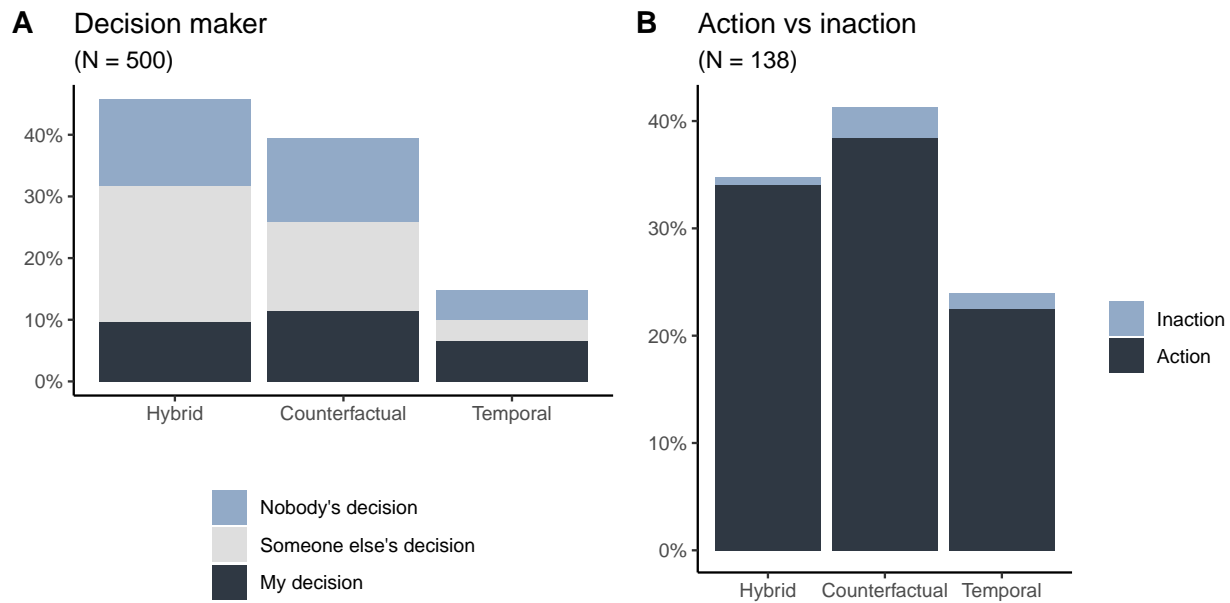 A Decision maker
(N = 500)
40%
30%
20%
10%
0%
Hybrid Counterfactual Temporal
Nobody's decision
Someone else's decision
My decision
B Action vs inaction
(N = 138)
40%
30%
20%
10%
0%
Hybrid Counterfactual Temporal
Inaction
Action